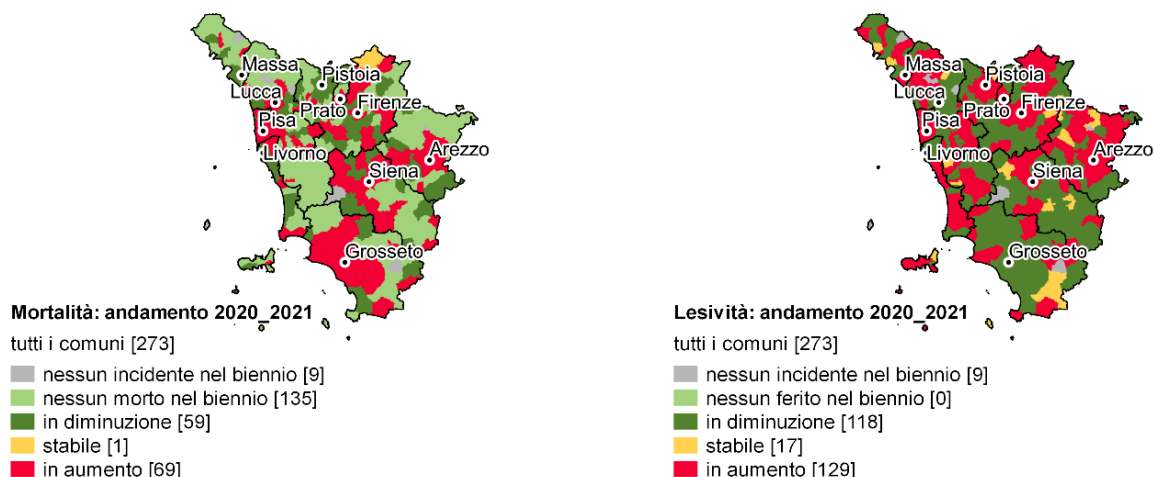 Massa
Pistoia
Lucca
Prato
Firenze
Pisa
Livorno
Arezzo
Siena
Grosseto
Mortalità: andamento 2020_2021
tutti i comuni [273]
nessun incidente nel biennio [9]
nessun morto nel biennio [135]
in diminuzione [59]
stabile [1]
in aumento [69]
Massa
Pistoia
Lucca
Prato
Firenze
Pisa
Livorno
Arezzo
Siena
Grosseto
Lesività: andamento 2020_2021
tutti i comuni [273]
nessun incidente nel biennio [9]
nessun ferito nel biennio [0]
in diminuzione [118]
stabile [17]
in aumento [129]